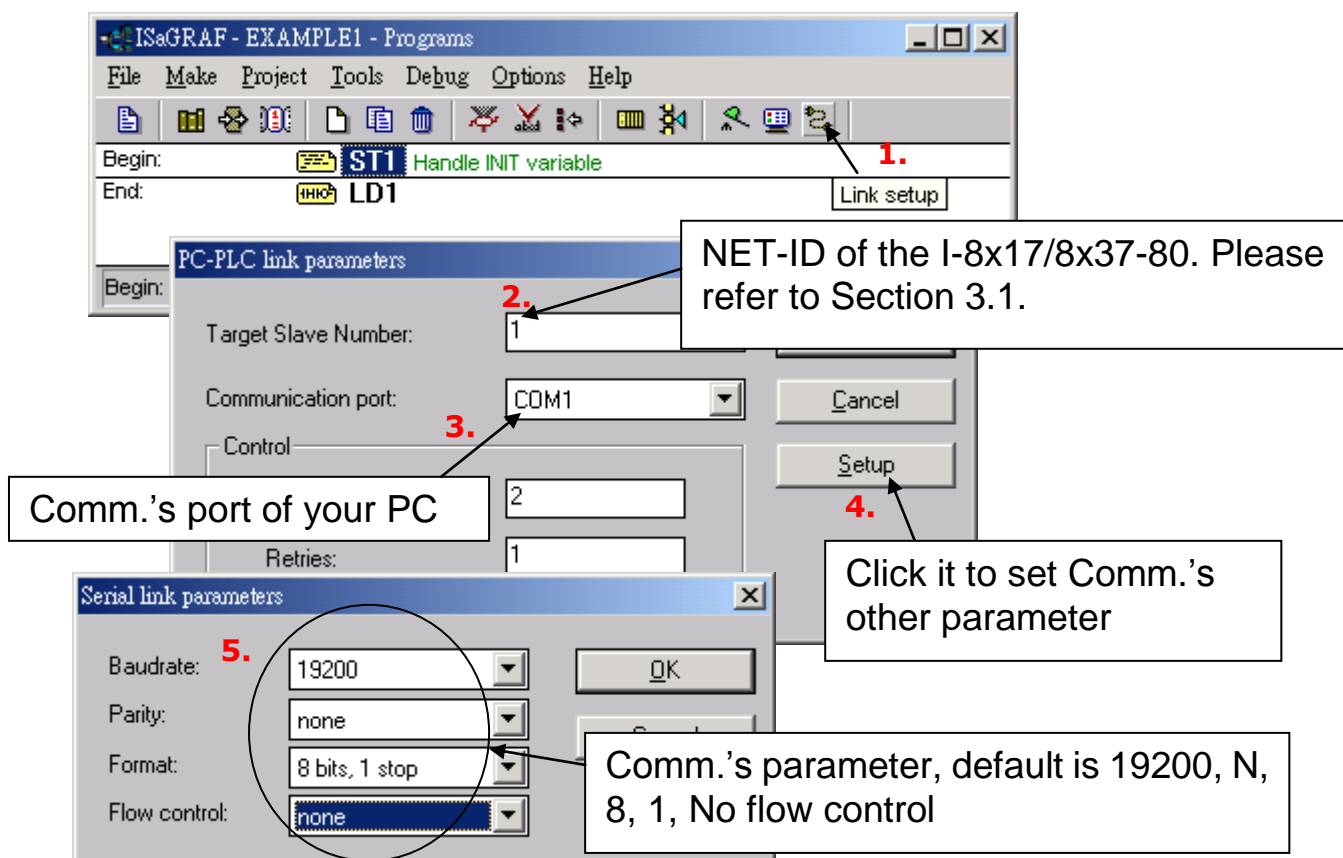 ISaGRAF - EXAMPLE1 - Programs
File Make Project Tools Debug Options Help
Begin: ST1 Handle INIT variable
1.
End: LD1
Link setup
PC-PLC link parameters
NET-ID of the I-8x17/8x37-80. Please
refer to Section 3.1.
Begin:
2.
Target Slave Number: 1
Communication port: COM1
Cancel
3.
Control
Setup
Comm.'s port of your PC
2
4.
Retries: 1
Click it to set Comm.'s
other parameter
Serial link parameters
5.
Baudrate: 19200
OK
Parity: none
Format: 8 bits, 1 stop
Comm.'s parameter, default is 19200, N,
8, 1, No flow control
Flow control: none